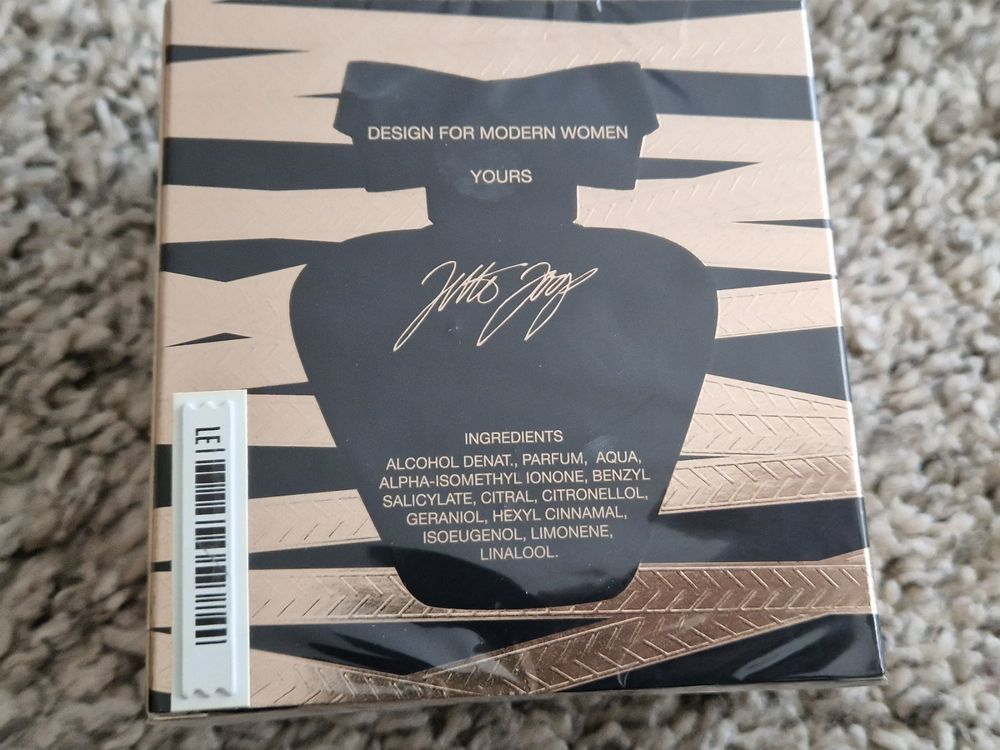 DESIGN FOR MODERN WOMEN
YOURS
INGREDIENTS
ALCOHOL DENAT., PARFUM, AQUA,
ALPHA-ISOMETHYL IONONE, BENZYL
SALICYLATE, CITRAL, CITRONELLOL,
GERANIOL, HEXYL CINNAMAL,
ISOEUGENOL, LIMONENE,
LINALOOL.
LE